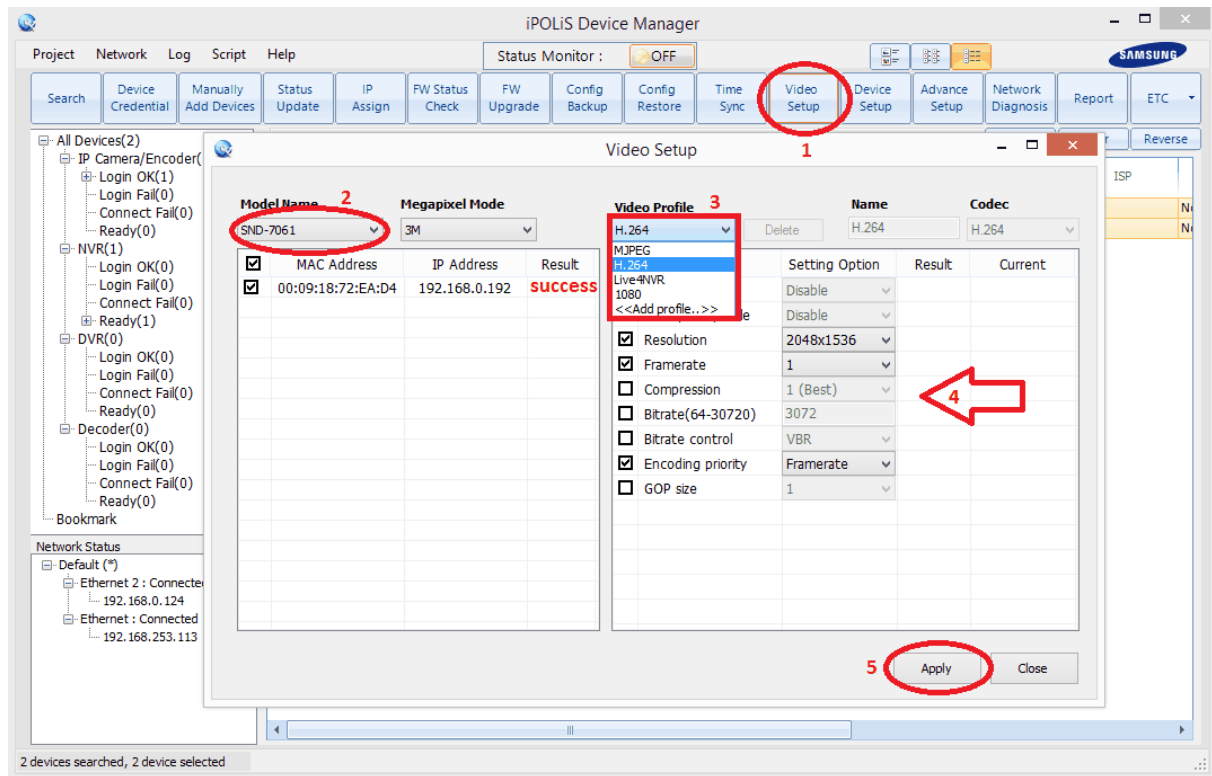 iPOLiS Device Manager
Project Network Log Script Help
Status Monitor : OFF
SAMSUNG
Search
Device Credential
Manually Add Devices
Status Update
IP Assign
FW Status Check
FW Upgrade
Config Backup
Config Restore
Time Sync
Video Setup
Device Setup
Advance Setup
Network Diagnosis
Report
ETC
1
Reverse
ISP
All Devices(2)
IP Camera/Encoder(
Login OK(1)
Login Fail(0)
Connect Fail(0)
Ready(0)
NVR(1)
Login OK(0)
Login Fail(0)
Connect Fail(0)
Ready(1)
DVR(0)
Login OK(0)
Login Fail(0)
Connect Fail(0)
Ready(0)
Decoder(0)
Login OK(0)
Login Fail(0)
Connect Fail(0)
Ready(0)
Bookmark
Network Status
Default (*)
Ethernet 2 : Connecte
192.168.0.124
Ethernet : Connected
192.168.253.113
Video Setup
Model Name 2 Megapixel Mode
SND-7061 3M
MAC Address IP Address Result
00:09:18:72:EA:D4 192.168.0.192 success
Video Profile 3 Name Codec
H.264 Delete H.264 H.264
MJPEG
H.264
Live4NVR
1080
<<Add profile..>>
Setting Option Result Current
Disable
Disable
Resolution 2048x1536
Framerate 1
Compression 1 (Best)
Bitrate(64-30720) 3072
Bitrate control VBR
Encoding priority Framerate
GOP size 1
4
5 Apply Close
2 devices searched, 2 device selected